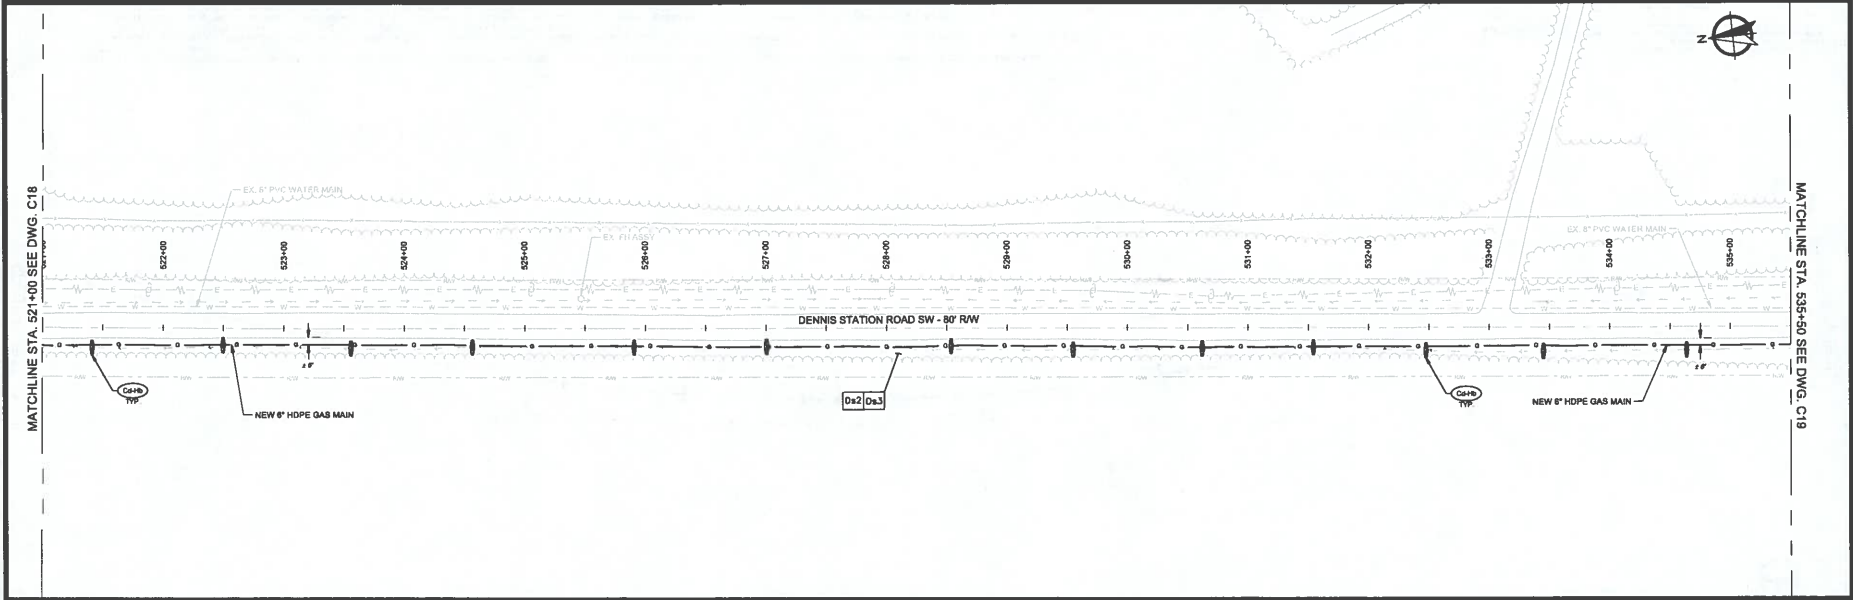 N
MATCHLINE STA. 521+00 SEE DWG. C18
EX. 8" PVC WATER MAIN
EX. FH ASSY
EX. 8" PVC WATER MAIN
522+00
523+00
524+00
525+00
526+00
527+00
528+00
529+00
530+00
531+00
532+00
533+00
534+00
535+00
DENNIS STATION ROAD SW - 80' R/W
Cd-Hb
TYP.
NEW 6" HDPE GAS MAIN
Ds2 Ds3
Cd-Hb
TYP.
NEW 6" HDPE GAS MAIN
MATCHLINE STA. 535+50 SEE DWG. C19